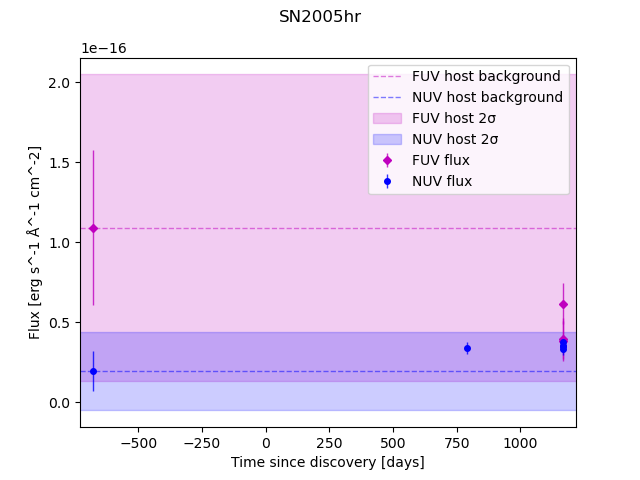 SN2005hr
1e−16
2.0
1.5
1.0
0.5
0.0
Flux [erg s^-1 Å^-1 cm^-2]
FUV host background
NUV host background
FUV host 2σ
NUV host 2σ
FUV flux
NUV flux
−500 −250 0 250 500 750 1000
Time since discovery [days]